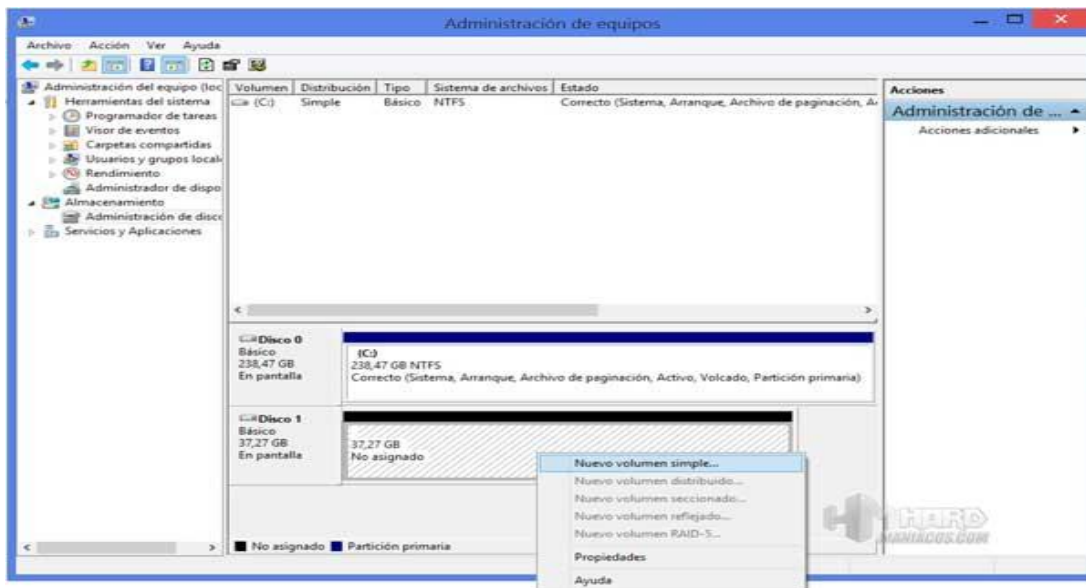 Administración de equipos
Archivo Acción Ver Ayuda
Administración del equipo (loc
Herramientas del sistema
Programador de tareas
Visor de eventos
Carpetas compartidas
Usuarios y grupos local
Rendimiento
Administrador de dispo
Almacenamiento
Administración de disc
Servicios y Aplicaciones
Volumen Distribución Tipo Sistema de archivos Estado
(C:) Simple Básico NTFS Correcto (Sistema, Arranque, Archivo de paginación, A
Acciones
Administración de ...
Acciones adicionales
Disco 0
Básico
238,47 GB
En pantalla
(C:)
238,47 GB NTFS
Correcto (Sistema, Arranque, Archivo de paginación, Activo, Volcado, Partición primaria)
Disco 1
Básico
37,27 GB
En pantalla
37,27 GB
No asignado
Nuevo volumen simple...
Nuevo volumen distribuido...
Nuevo volumen seccionado...
Nuevo volumen reflejado...
Nuevo volumen RAID-5...
Propiedades
Ayuda
No asignado Partición primaria
HARD
MANIACOS.COM